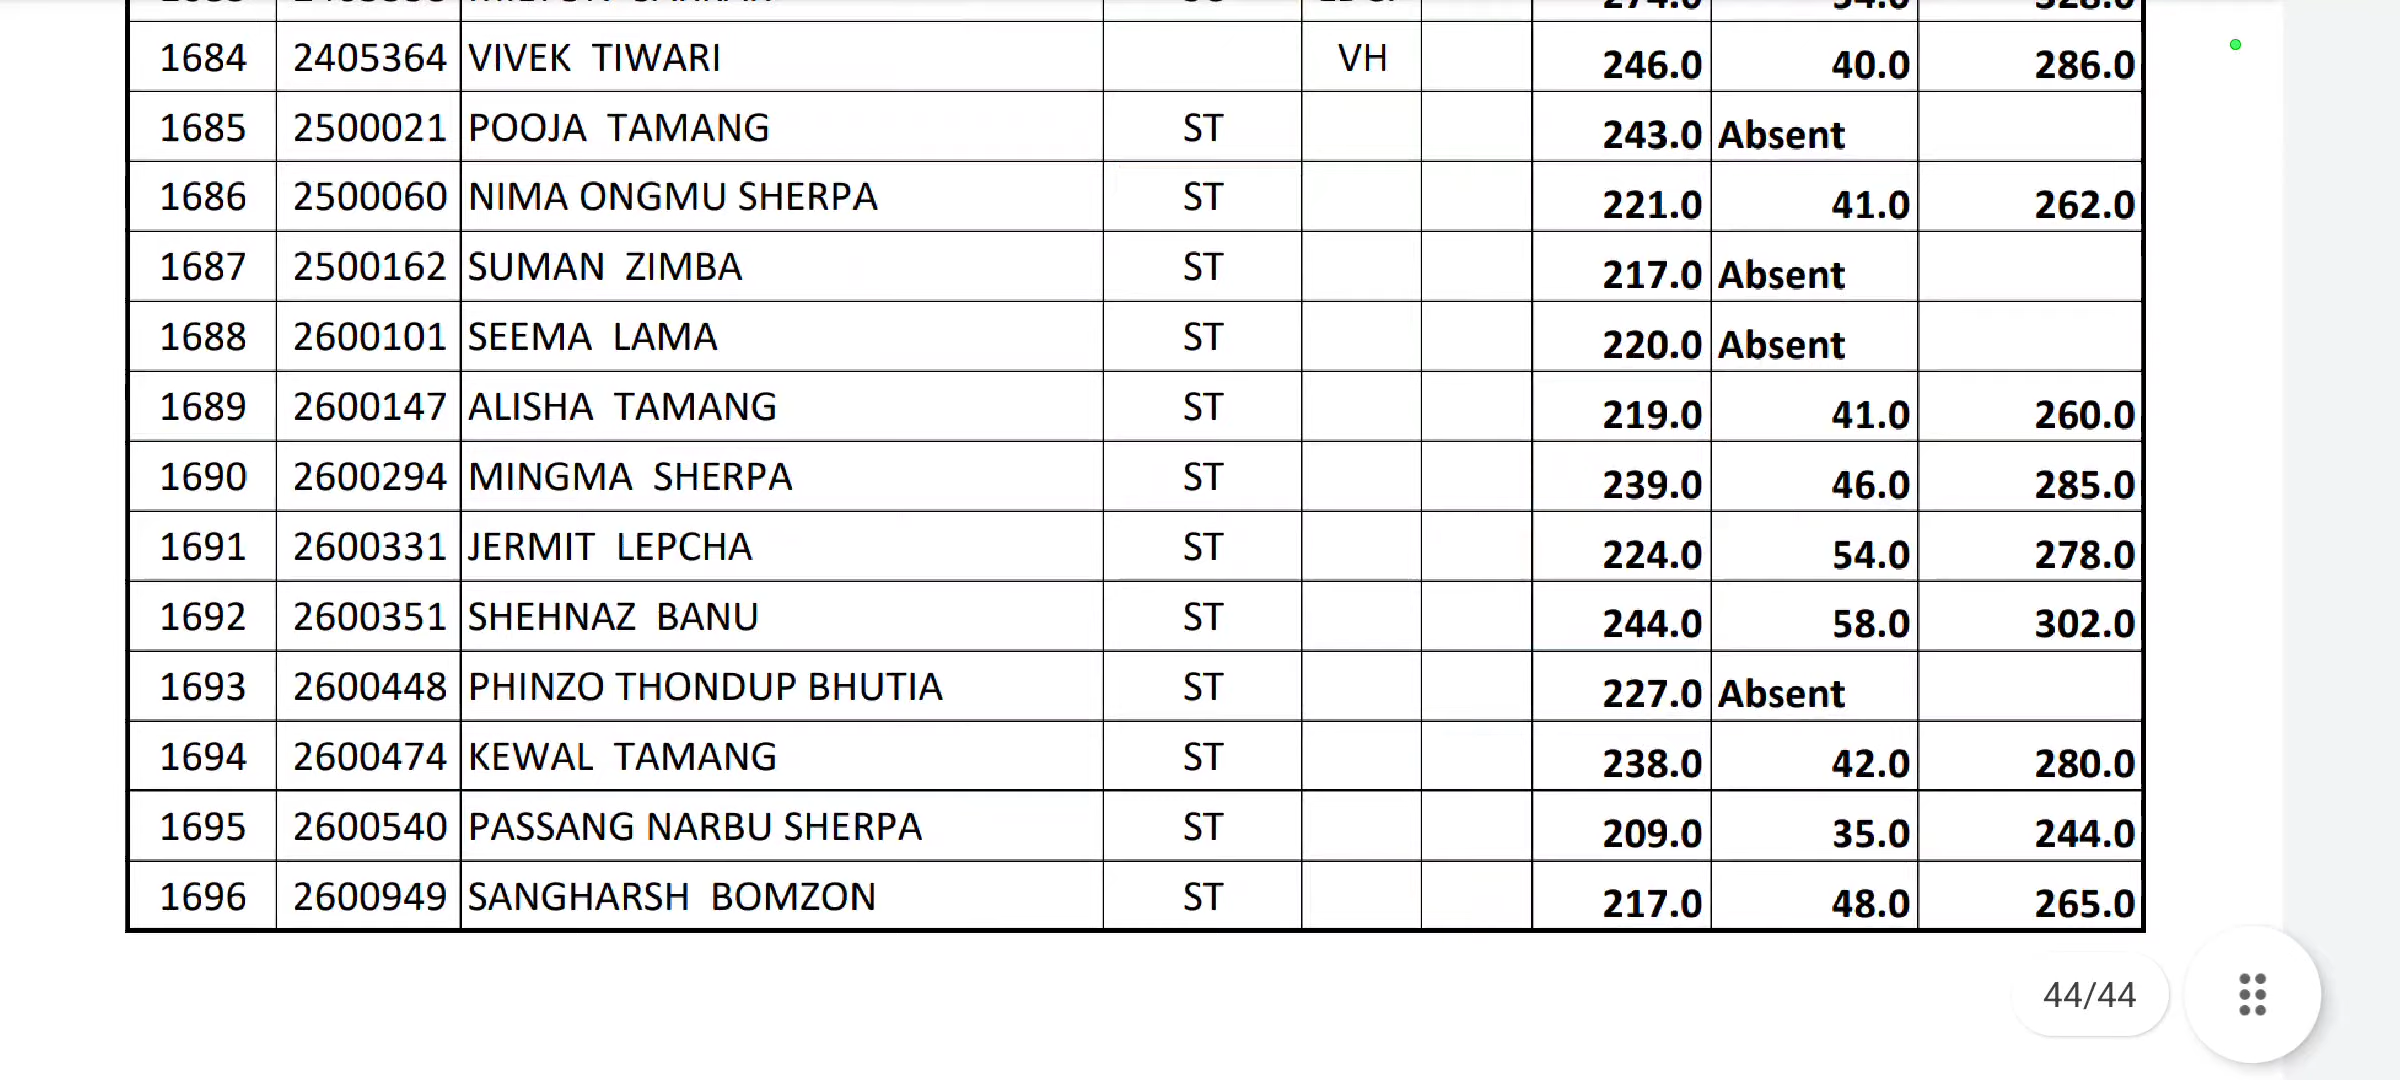 1684 2405364 VIVEK TIWARI VH 246.0 40.0 286.0
1685 2500021 POOJA TAMANG ST 243.0 Absent
1686 2500060 NIMA ONGMU SHERPA ST 221.0 41.0 262.0
1687 2500162 SUMAN ZIMBA ST 217.0 Absent
1688 2600101 SEEMA LAMA ST 220.0 Absent
1689 2600147 ALISHA TAMANG ST 219.0 41.0 260.0
1690 2600294 MINGMA SHERPA ST 239.0 46.0 285.0
1691 2600331 JERMIT LEPCHA ST 224.0 54.0 278.0
1692 2600351 SHEHNAZ BANU ST 244.0 58.0 302.0
1693 2600448 PHINZO THONDUP BHUTIA ST 227.0 Absent
1694 2600474 KEWAL TAMANG ST 238.0 42.0 280.0
1695 2600540 PASSANG NARBU SHERPA ST 209.0 35.0 244.0
1696 2600949 SANGHARSH BOMZON ST 217.0 48.0 265.0
44/44